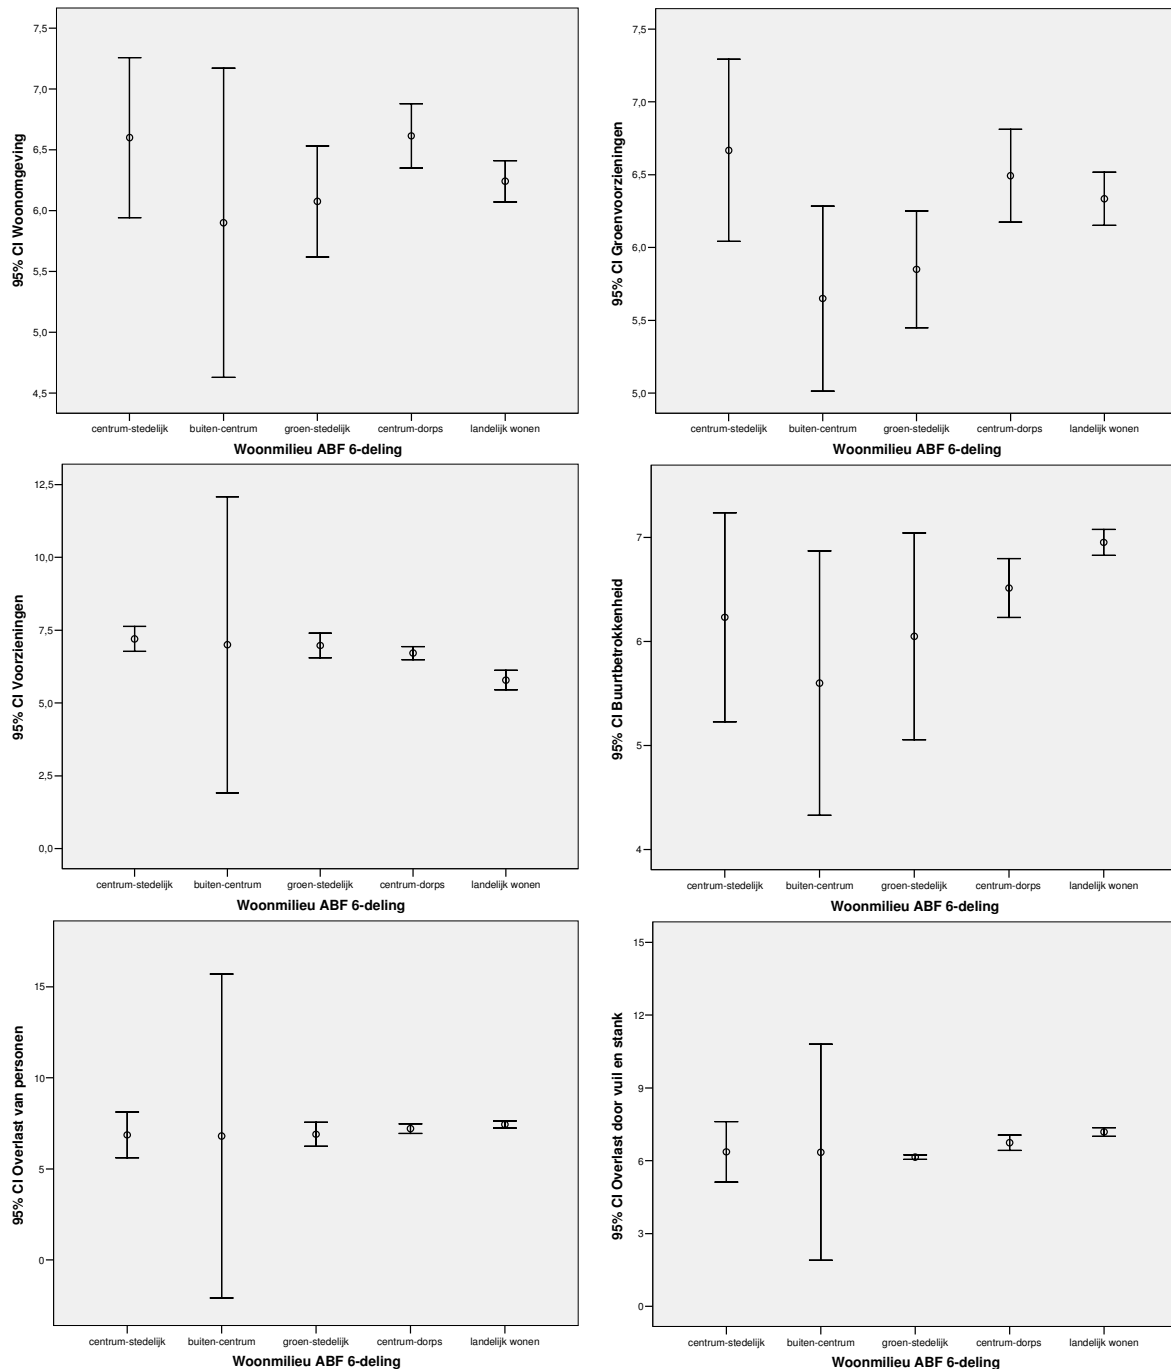 95% CI Woonomgeving
7,5
7,0
6,5
6,0
5,5
5,0
4,5
centrum-stedelijk buiten-centrum groen-stedelijk centrum-dorps landelijk wonen
Woonmilieu ABF 6-deling
95% CI Groenvoorzieningen
7,5
7,0
6,5
6,0
5,5
5,0
centrum-stedelijk buiten-centrum groen-stedelijk centrum-dorps landelijk wonen
Woonmilieu ABF 6-deling
95% CI Voorzieningen
12,5
10,0
7,5
5,0
2,5
0,0
centrum-stedelijk buiten-centrum groen-stedelijk centrum-dorps landelijk wonen
Woonmilieu ABF 6-deling
95% CI Buurtbetrokkenheid
7
6
5
4
centrum-stedelijk buiten-centrum groen-stedelijk centrum-dorps landelijk wonen
Woonmilieu ABF 6-deling
95% CI Overlast van personen
15
10
5
0
centrum-stedelijk buiten-centrum groen-stedelijk centrum-dorps landelijk wonen
Woonmilieu ABF 6-deling
95% CI Overlast door vuil en stank
15
12
9
6
3
0
centrum-stedelijk buiten-centrum groen-stedelijk centrum-dorps landelijk wonen
Woonmilieu ABF 6-deling